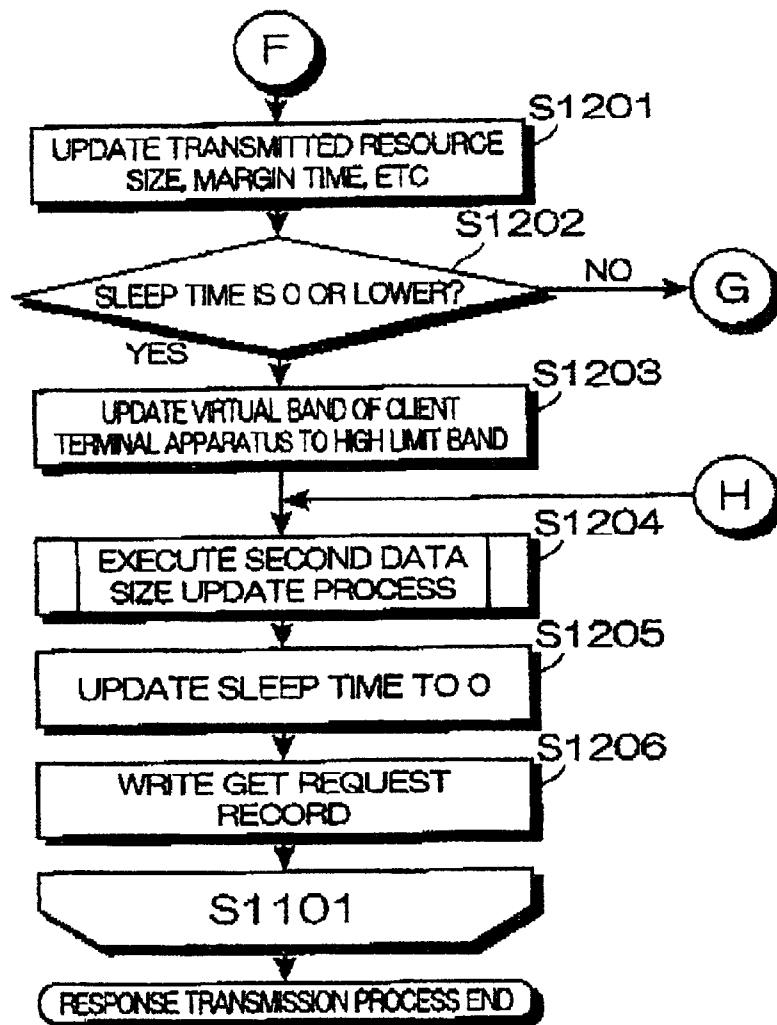 F
S1201
UPDATE TRANSMITTED RESOURCE
SIZE, MARGIN TIME, ETC
S1202
SLEEP TIME IS 0 OR LOWER?
NO
G
YES
S1203
UPDATE VIRTUAL BAND OF CLIENT
TERMINAL APPARATUS TO HIGH LIMIT BAND
H
S1204
EXECUTE SECOND DATA
SIZE UPDATE PROCESS
S1205
UPDATE SLEEP TIME TO 0
S1206
WRITE GET REQUEST
RECORD
S1101
RESPONSE TRANSMISSION PROCESS END